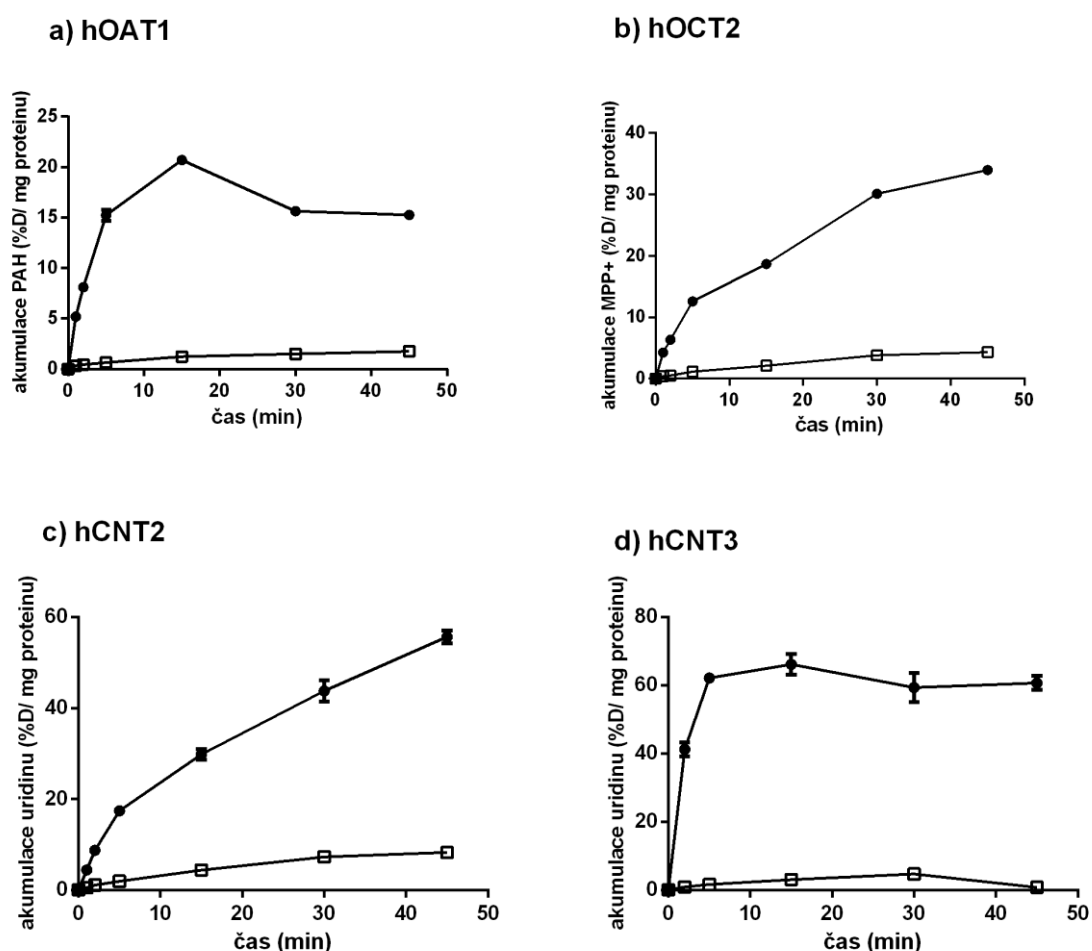 a) hOAT1
akumulace PAH (%D/ mg proteinu)
25
20
15
10
5
0
0 10 20 30 40 50
čas (min)
b) hOCT2
akumulace MPP+ (%D/ mg proteinu)
40
30
20
10
0
0 10 20 30 40 50
čas (min)
c) hCNT2
akumulace uridinu (%D/ mg proteinu)
60
40
20
0
0 10 20 30 40 50
čas (min)
d) hCNT3
akumulace uridinu (%D/ mg proteinu)
80
60
40
20
0
0 10 20 30 40 50
čas (min)